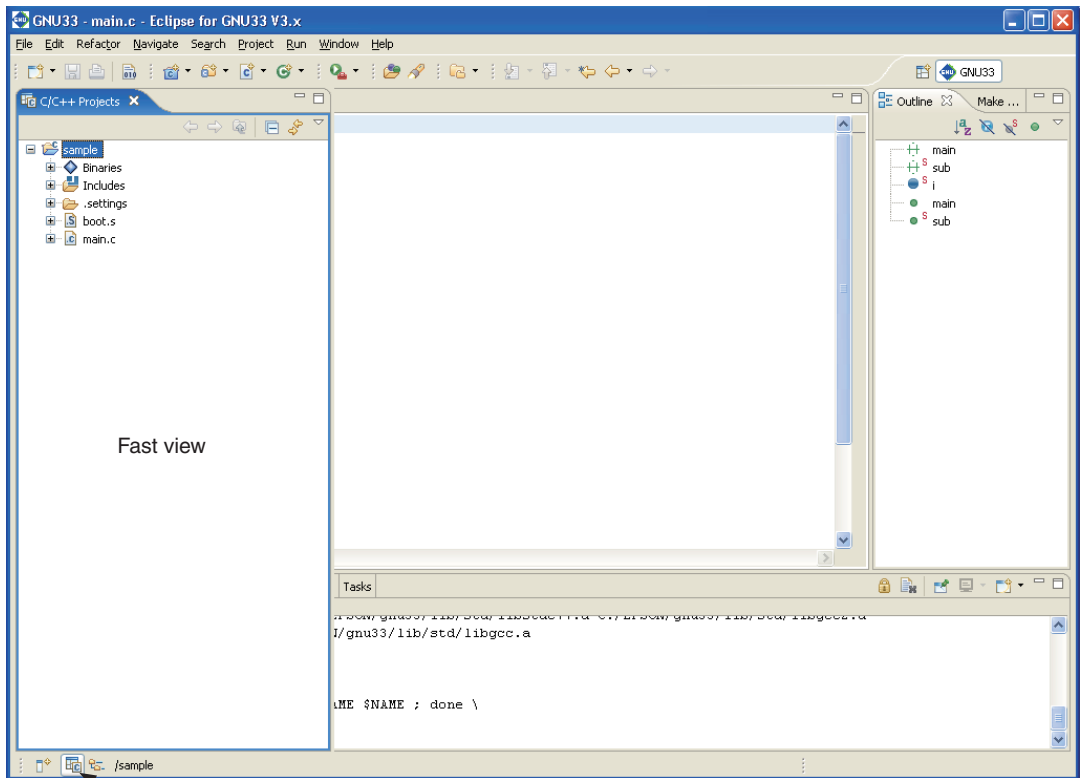 GNU33 - main.c - Eclipse for GNU33 V3.x
File Edit Refactor Navigate Search Project Run Window Help
GNU33
C/C++ Projects
Outline
Make ...
sample
Binaries
Includes
.settings
boot.s
main.c
main
S sub
S i
main
S sub
Fast view
Tasks
/gnu33/lib/std/libgcc.a
$NAME ; done \
/sample